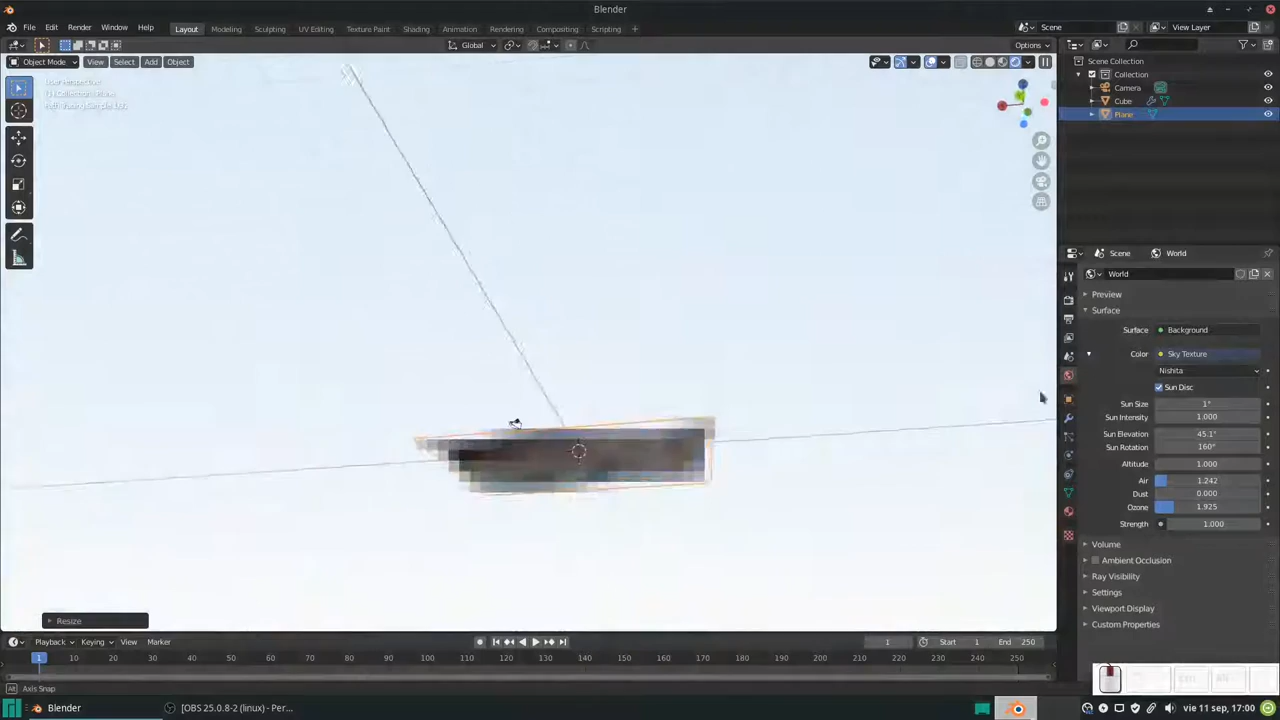 Blender
File Edit Render Window Help
Layout Modeling Sculpting UV Editing Texture Paint Shading Animation Rendering Compositing Scripting +
Scene View Layer
Global Options
Object Mode View Select Add Object
User Perspective
(1) Collection | Plane
Scene Collection
Collection
Camera
Cube
Plane
Scene World
World
Preview
Surface
Surface Background
Color Sky Texture
Nishita
Sun Disc
Sun Size 1°
Sun Intensity 1.000
Sun Elevation 45.1°
Sun Rotation 160°
Altitude 1.000
Air 1.242
Dust 0.000
Ozone 1.925
Strength 1.000
Volume
Ambient Occlusion
Ray Visibility
Settings
Viewport Display
Custom Properties
Resize
Playback Keying View Marker
1 Start 1 End 250
1 10 20 30 40 50 60 70 80 90 100 110 120 130 140 150 160 170 180 190 200 210 220 230 240 250
Alt Axis Snap
Blender [OBS 25.0.8-2 (linux) - Per... vie 11 sep, 17:00